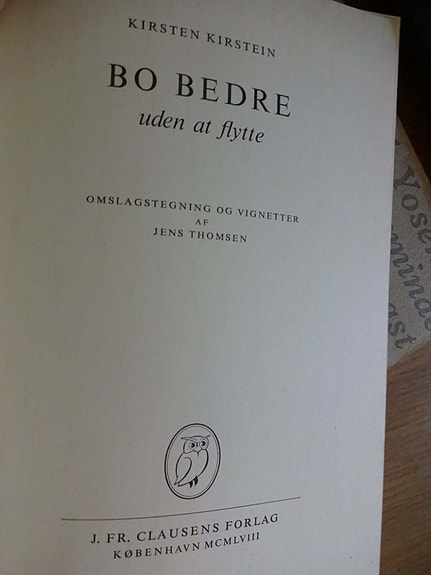 KIRSTEN KIRSTEIN
BO BEDRE
uden at flytte
OMSLAGSTEGNING OG VIGNETTER
AF
JENS THOMSEN
J. FR. CLAUSENS FORLAG
KØBENHAVN MCMLVIII